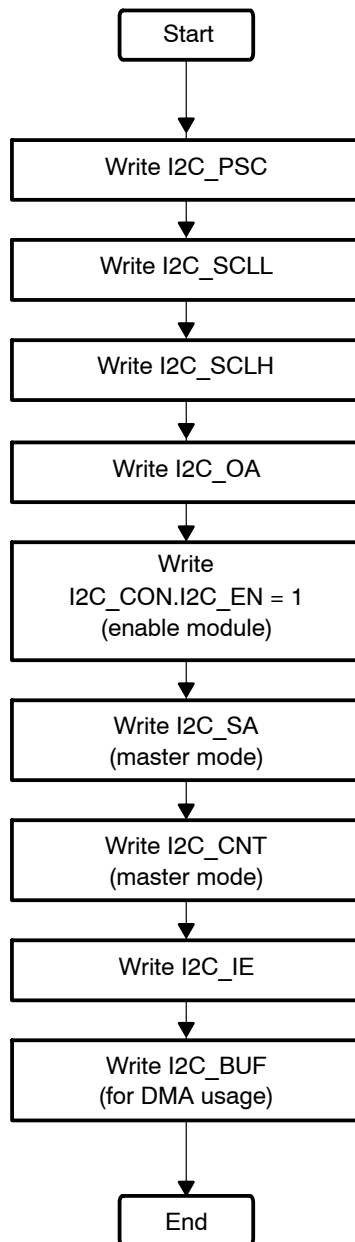 Start
Write I2C_PSC
Write I2C_SCLL
Write I2C_SCLH
Write I2C_OA
Write
I2C_CON.I2C_EN = 1
(enable module)
Write I2C_SA
(master mode)
Write I2C_CNT
(master mode)
Write I2C_IE
Write I2C_BUF
(for DMA usage)
End